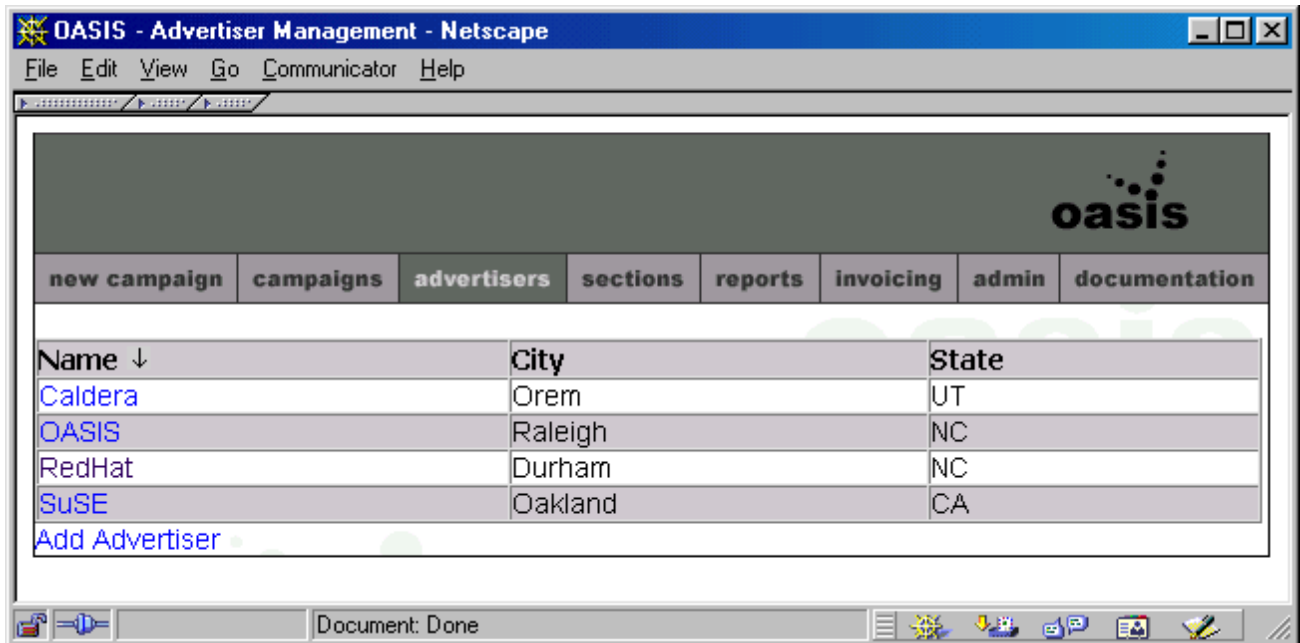 OASIS - Advertiser Management - Netscape
File Edit View Go Communicator Help
oasis
new campaign campaigns advertisers sections reports invoicing admin documentation
Name ↓ City State
Caldera Orem UT
OASIS Raleigh NC
RedHat Durham NC
SuSE Oakland CA
Add Advertiser
Document: Done